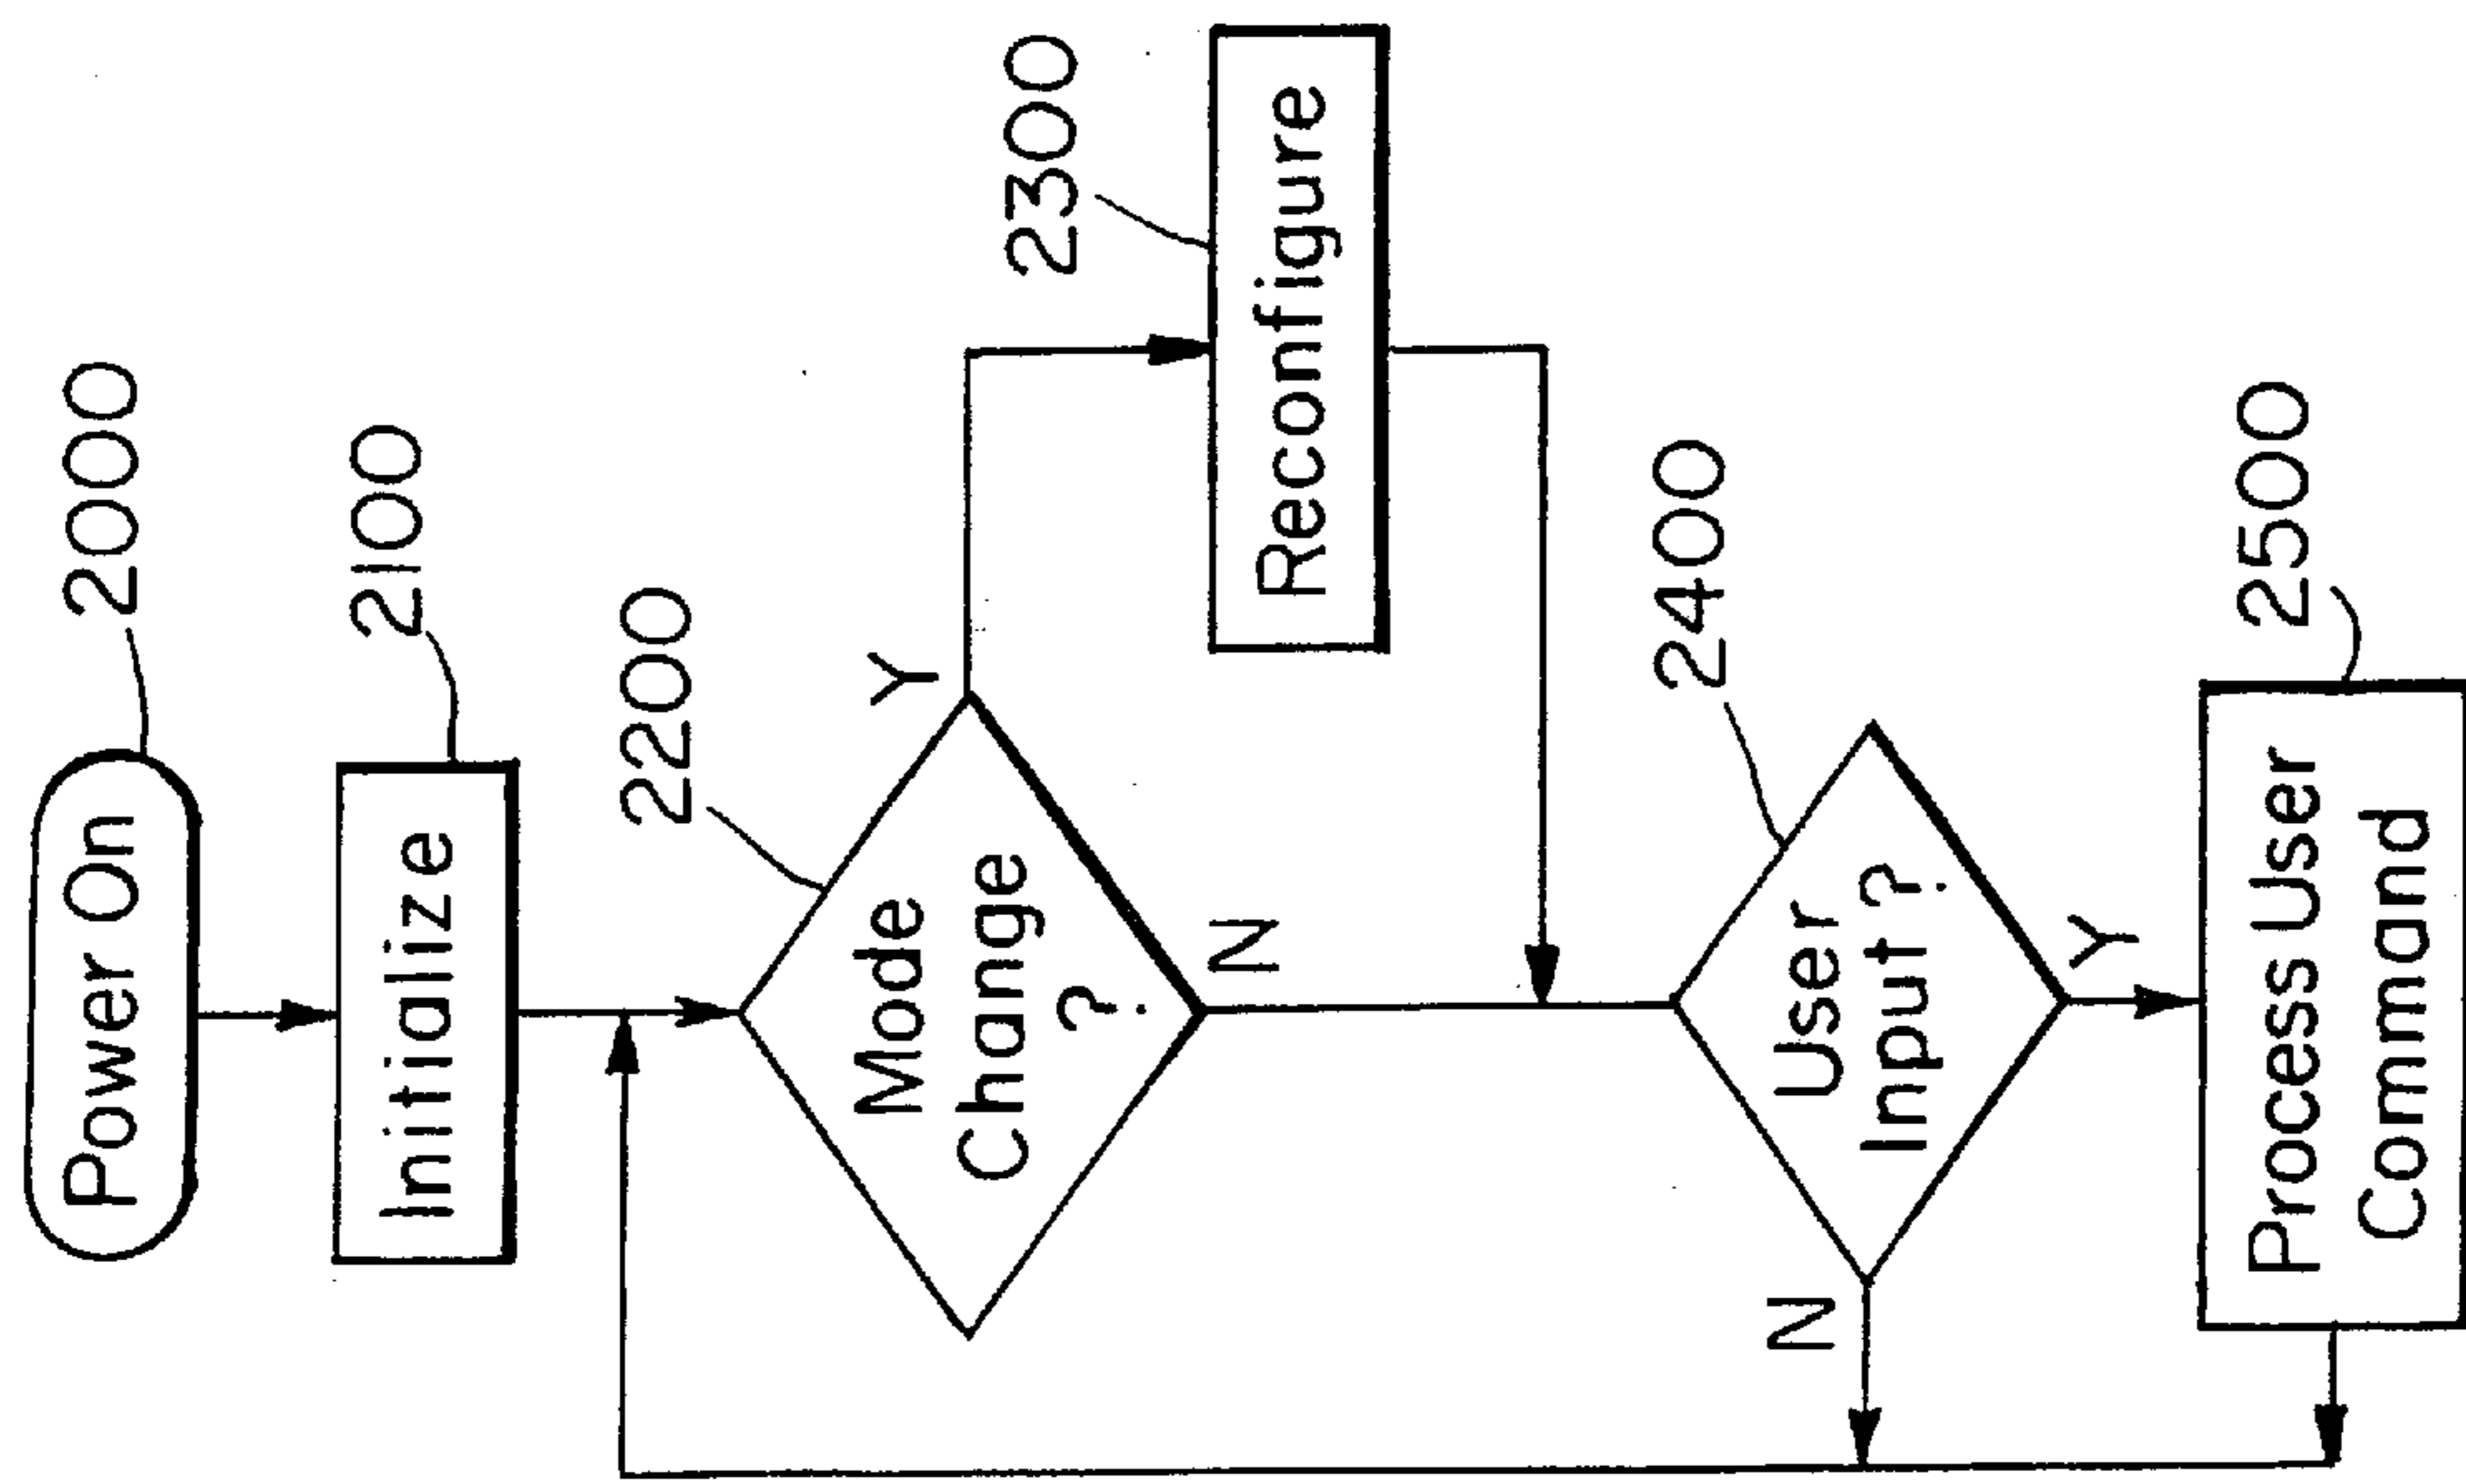 Power On
2000
Initialize
2100
2200
Mode
Change
?
Y
N
2300
Reconfigure
2400
User
Input?
N
Y
2500
Process User
Command